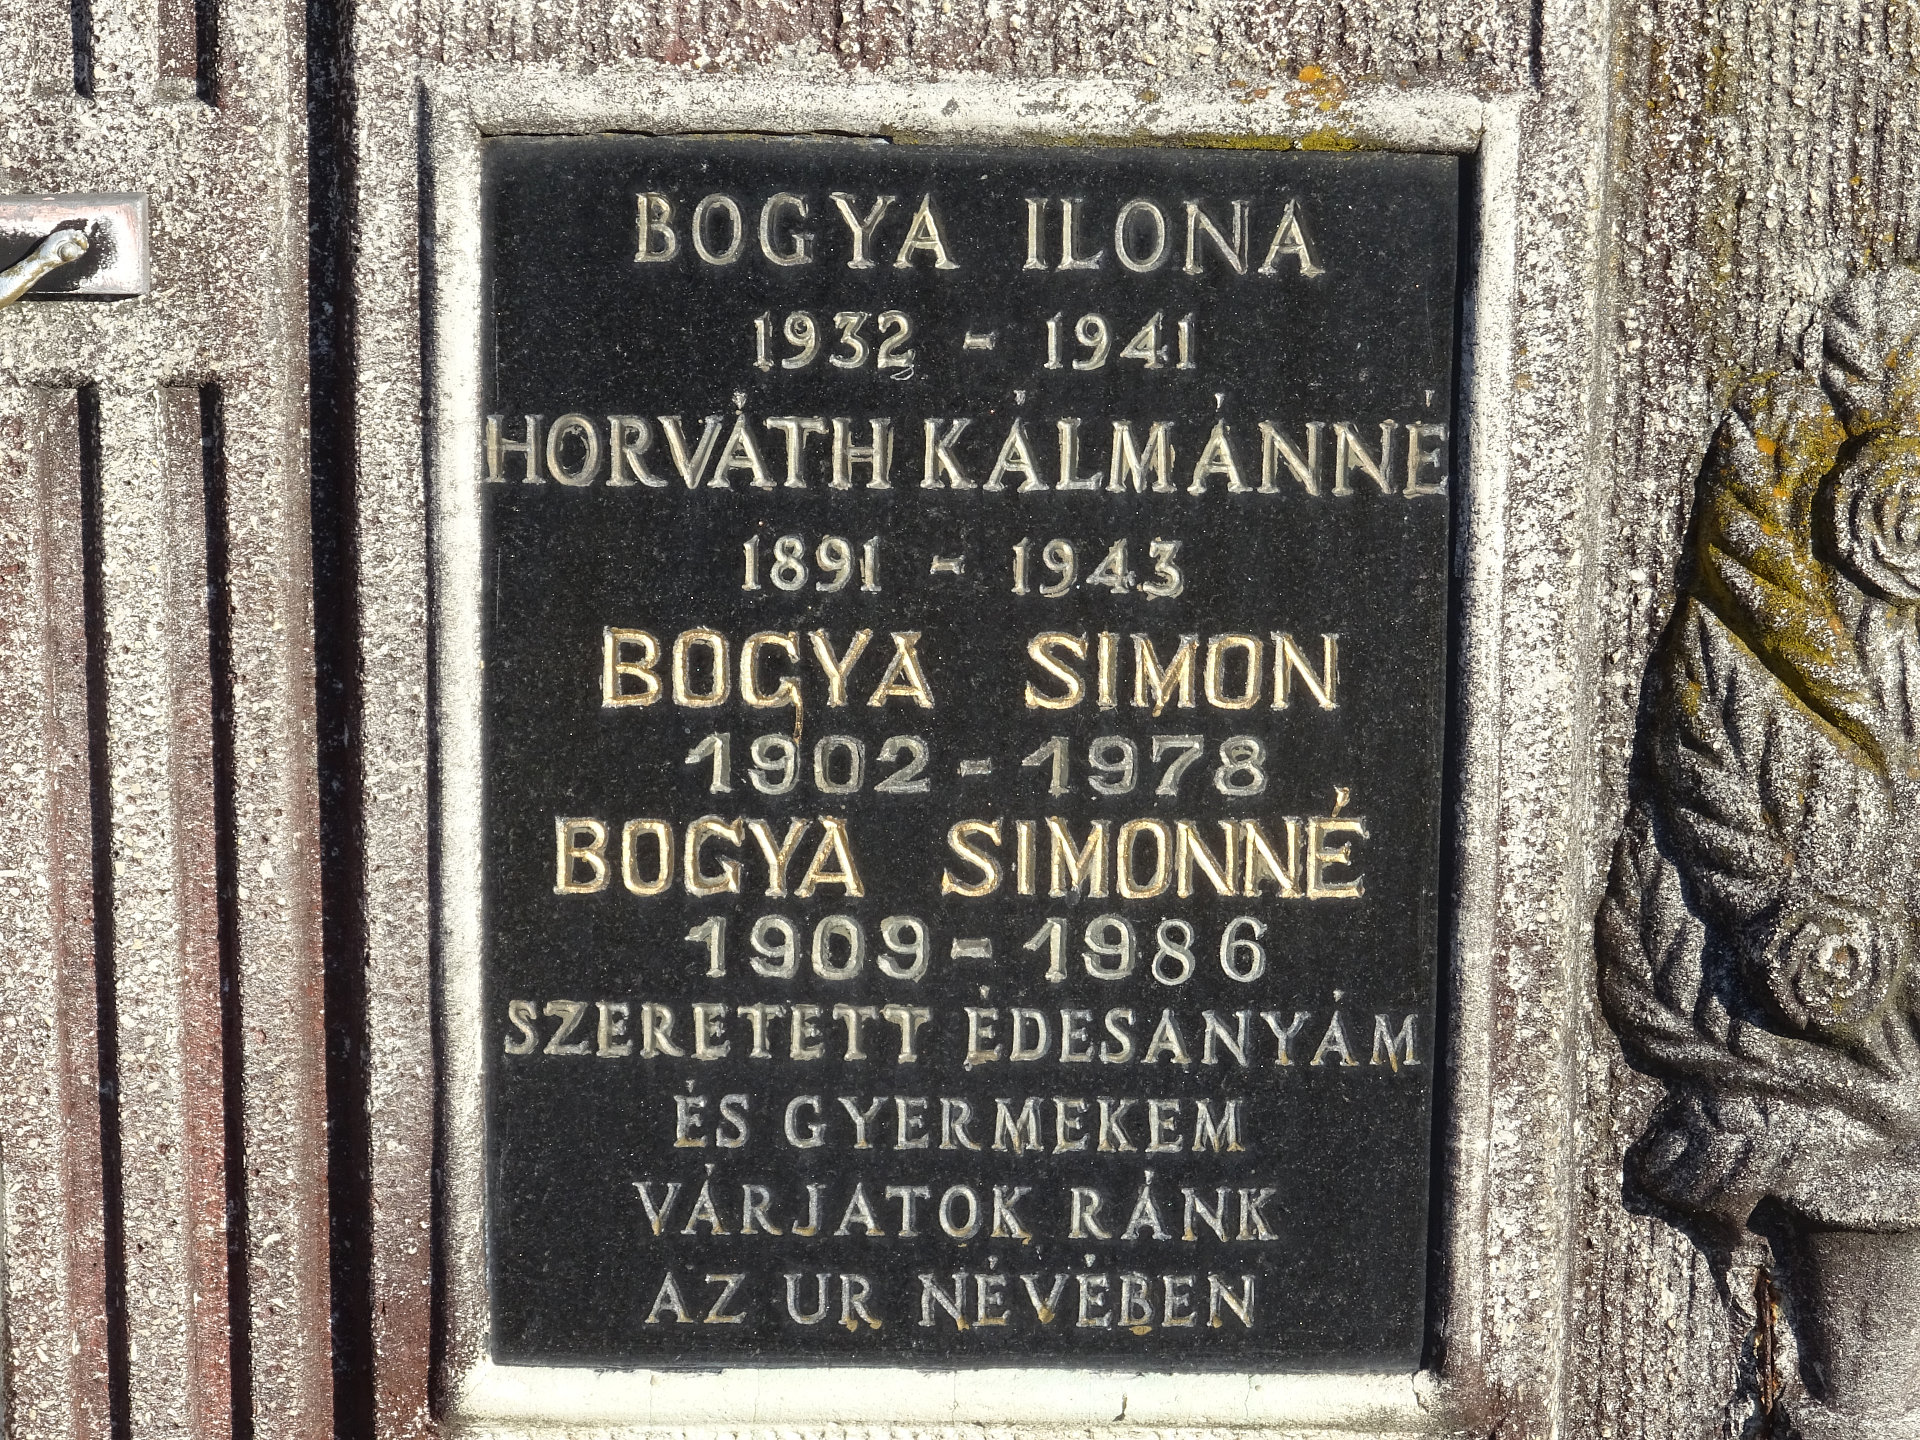 BOGYA ILONA
1932 - 1941
HORVÁTH KÁLMÁNNÉ
1891 - 1943
BOGYA SIMON
1902 - 1978
BOGYA SIMONNÉ
1909 - 1986
SZERETETT ÉDESANYÁM
ÉS GYERMEKEM
VÁRJATOK RÁNK
AZ UR NÉVÉBEN